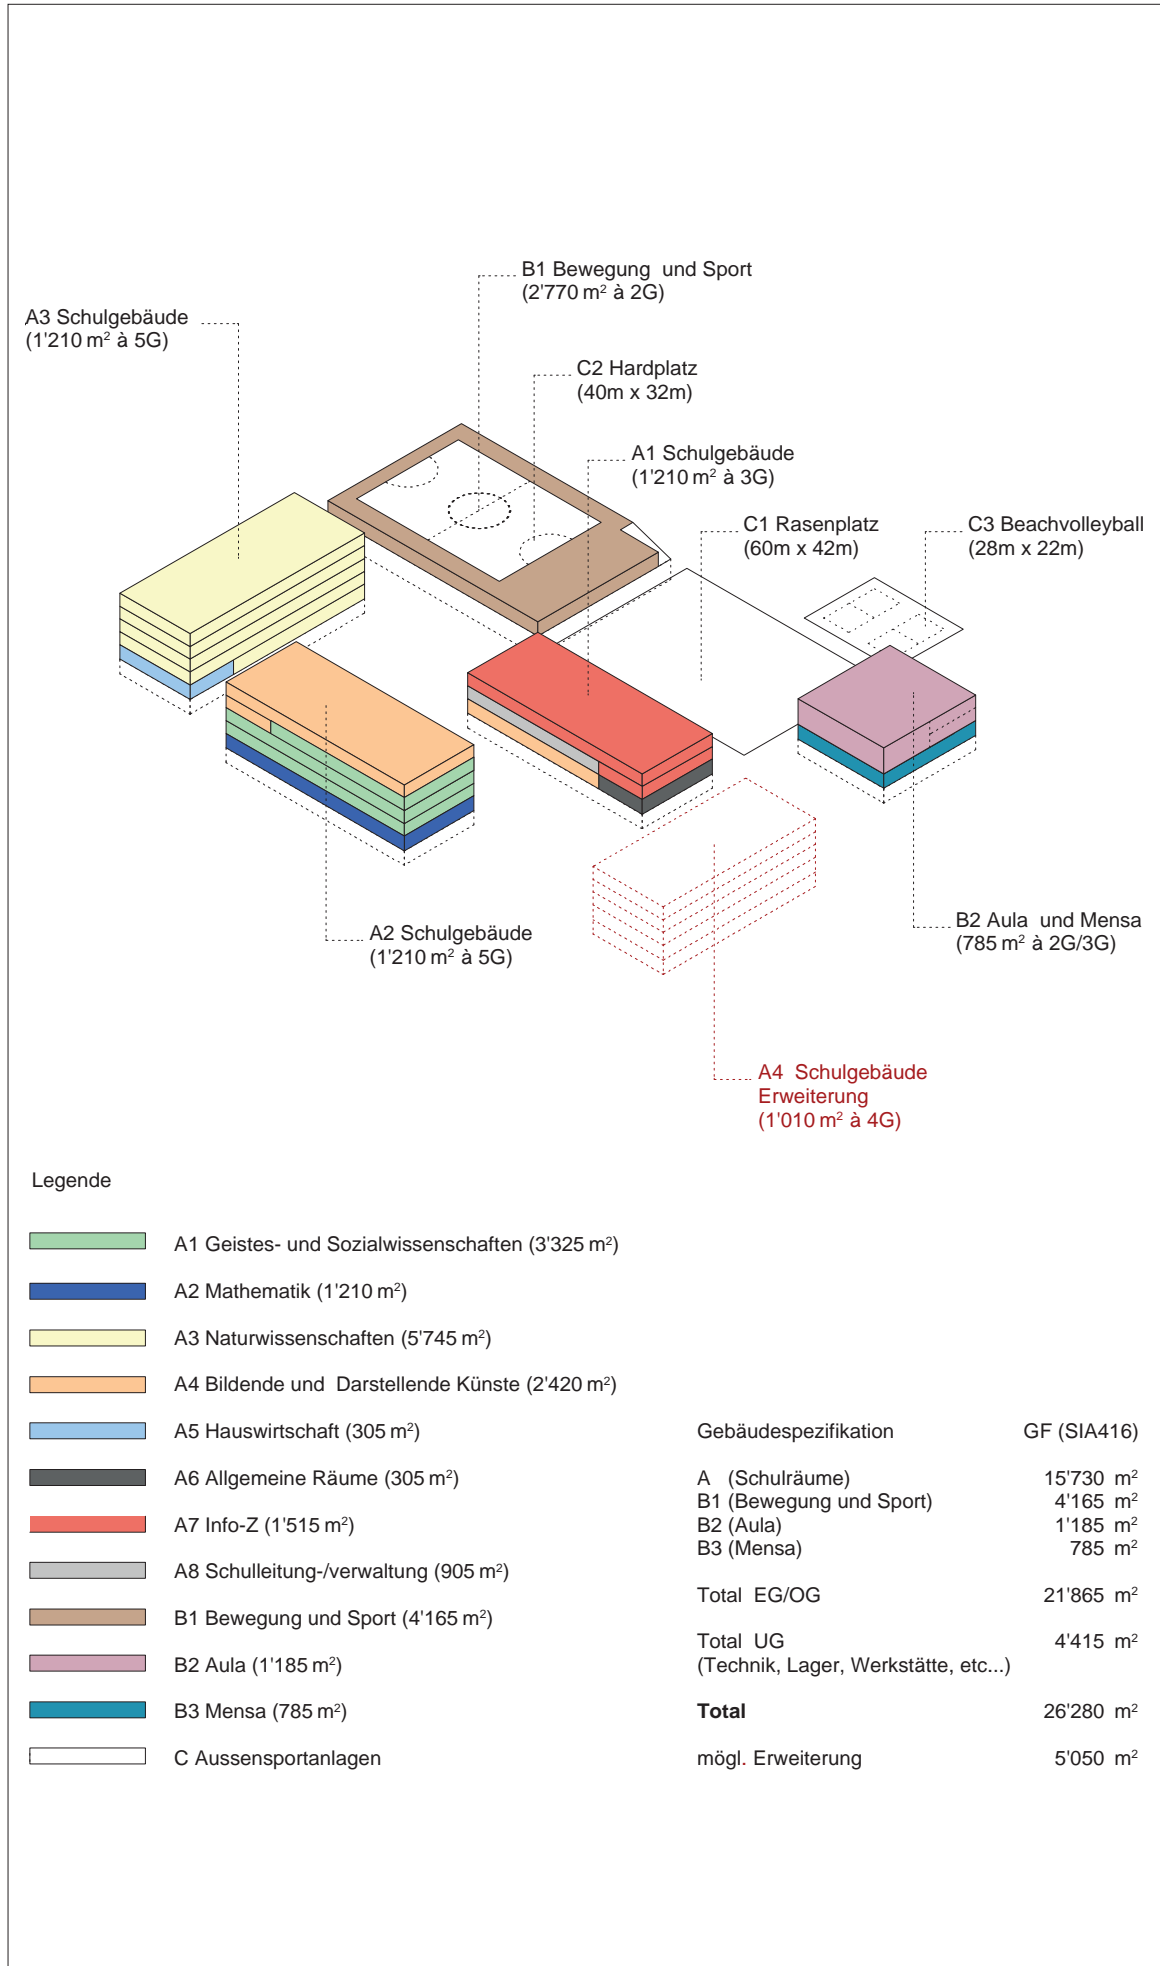 B1 Bewegung und Sport
(2'770 m² à 2G)
A3 Schulgebäude
(1'210 m² à 5G)
C2 Hardplatz
(40m x 32m)
A1 Schulgebäude
(1'210 m² à 3G)
C1 Rasenplatz
(60m x 42m)
C3 Beachvolleyball
(28m x 22m)
A2 Schulgebäude
(1'210 m² à 5G)
B2 Aula und Mensa
(785 m² à 2G/3G)
A4 Schulgebäude
Erweiterung
(1'010 m² à 4G)
Legende
A1 Geistes- und Sozialwissenschaften (3'325 m²)
A2 Mathematik (1'210 m²)
A3 Naturwissenschaften (5'745 m²)
A4 Bildende und Darstellende Künste (2'420 m²)
A5 Hauswirtschaft (305 m²)
A6 Allgemeine Räume (305 m²)
A7 Info-Z (1'515 m²)
A8 Schulleitung-/verwaltung (905 m²)
B1 Bewegung und Sport (4'165 m²)
B2 Aula (1'185 m²)
B3 Mensa (785 m²)
C Aussensportanlagen
Gebäudespezifikation GF (SIA416)
A (Schulräume) 15'730 m²
B1 (Bewegung und Sport) 4'165 m²
B2 (Aula) 1'185 m²
B3 (Mensa) 785 m²
Total EG/OG 21'865 m²
Total UG 4'415 m²
(Technik, Lager, Werkstätte, etc...)
Total 26'280 m²
mögl. Erweiterung 5'050 m²